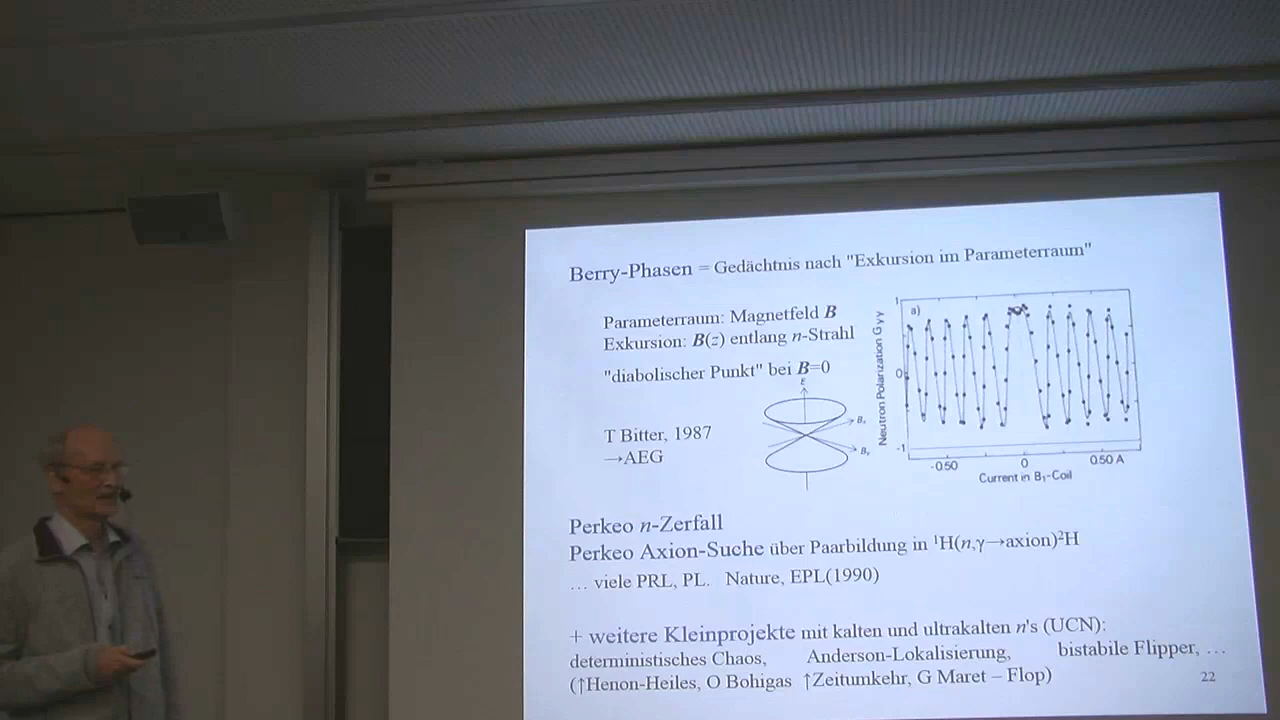 Berry-Phasen = Gedächtnis nach "Exkursion im Parameterraum"
Parameterraum: Magnetfeld B
Exkursion: B(z) entlang n-Strahl
"diabolischer Punkt" bei B=0
E
Bₓ
Bᵧ
T Bitter, 1987
→AEG
a)
Neutron Polarization G y y
1
0
-1
-0.50
0
0.50 A
Current in B₁-Coil
Perkeo n-Zerfall
Perkeo Axion-Suche über Paarbildung in ¹H(n,γ→axion)²H
… viele PRL, PL. Nature, EPL(1990)
+ weitere Kleinprojekte mit kalten und ultrakalten n's (UCN):
deterministisches Chaos, Anderson-Lokalisierung, bistabile Flipper, …
(↑Henon-Heiles, O Bohigas ↑Zeitumkehr, G Maret – Flop)
22